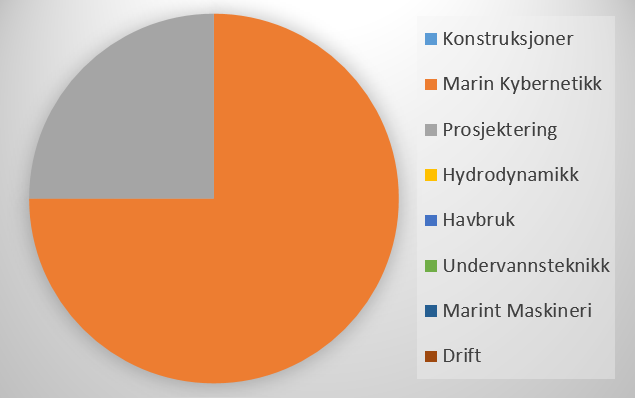 Konstruksjoner
Marin Kybernetikk
Prosjektering
Hydrodynamikk
Havbruk
Undervannsteknikk
Marint Maskineri
Drift